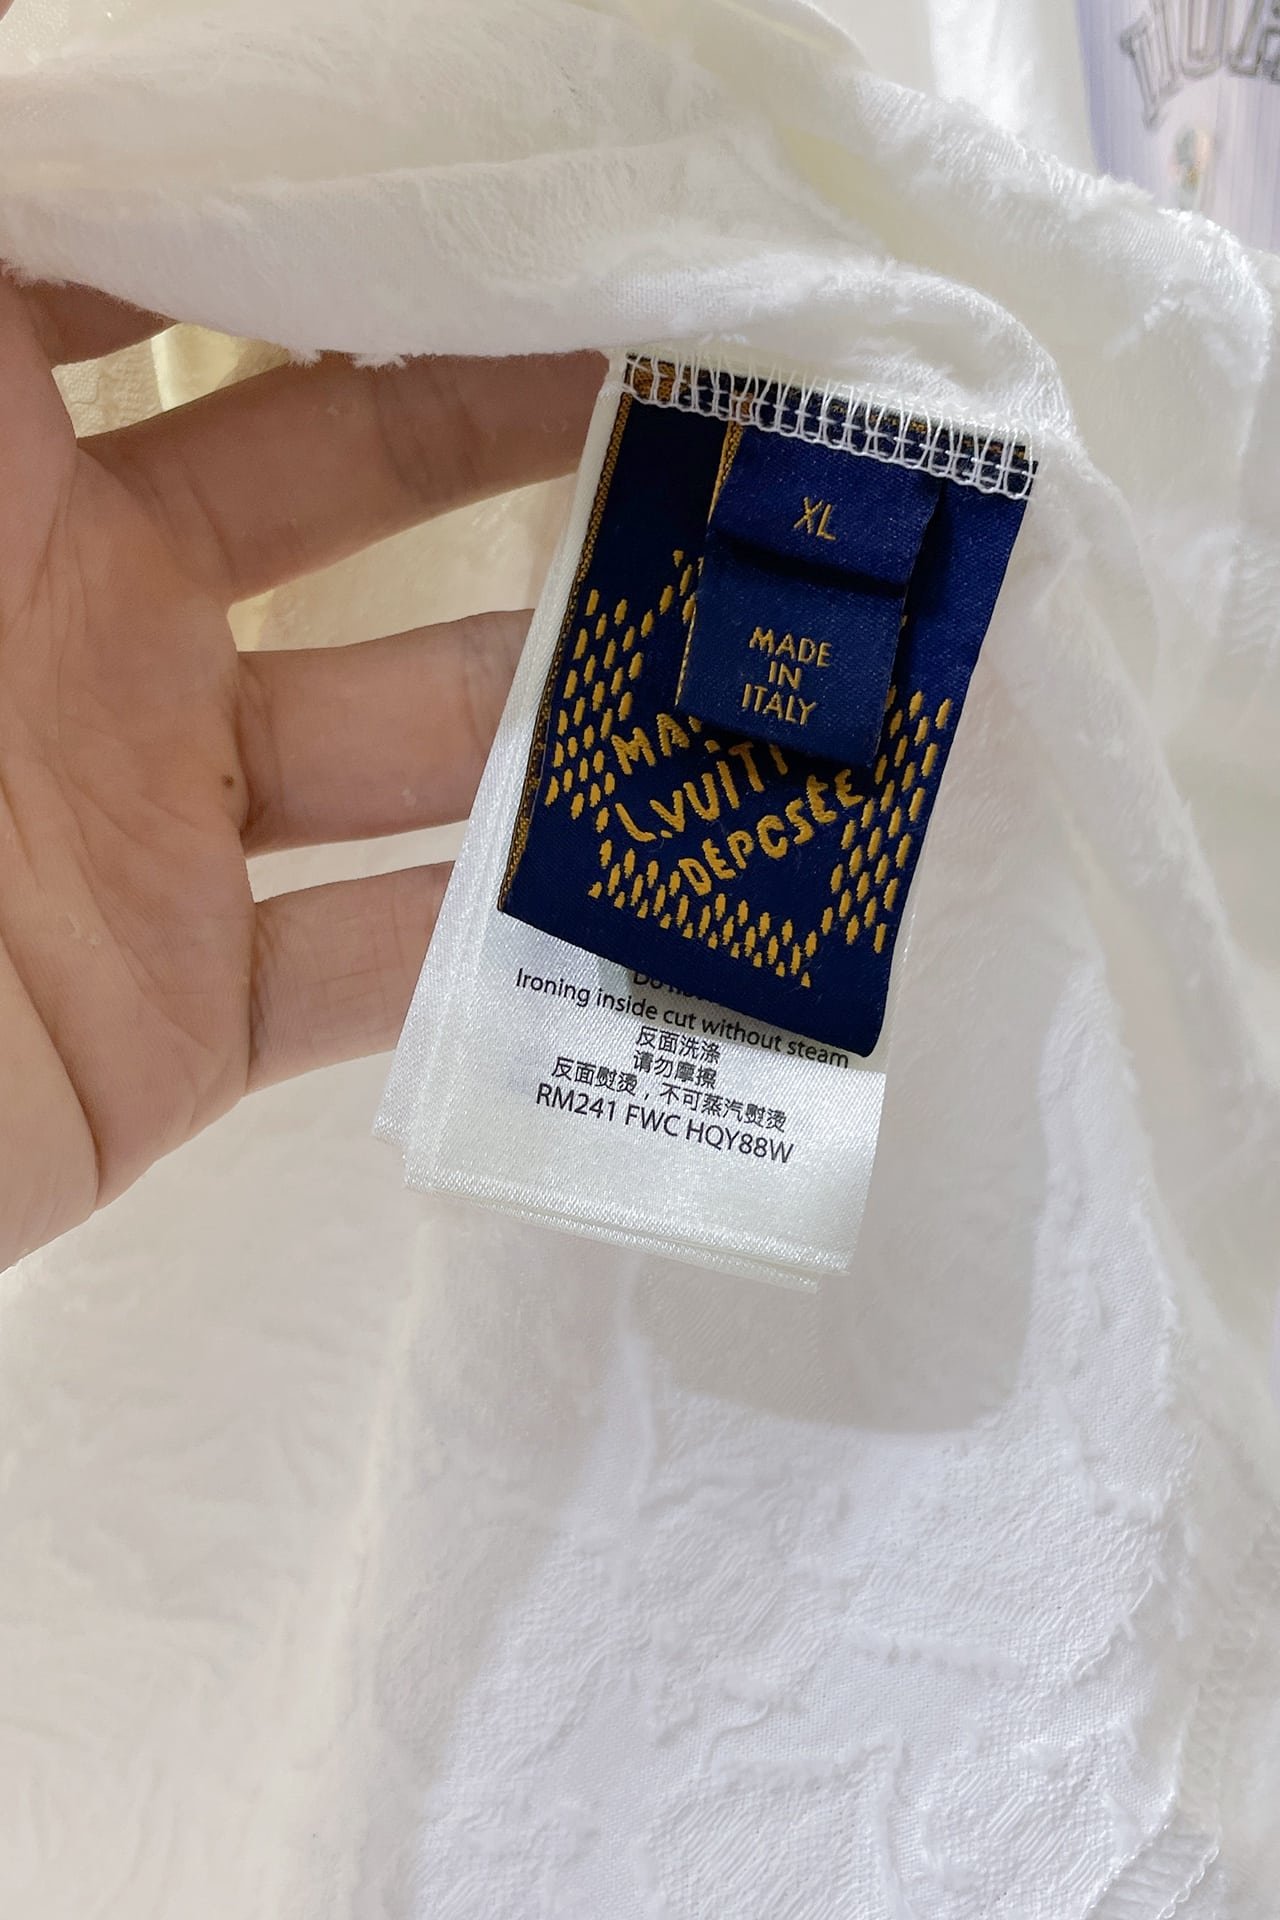 XL
MADE
IN
ITALY
L.VUITT
DEPOSÉE
Ironing inside cut without steam
反面洗涤
请勿摩擦
反面熨烫，不可蒸汽熨烫
RM241 FWC HQY88W